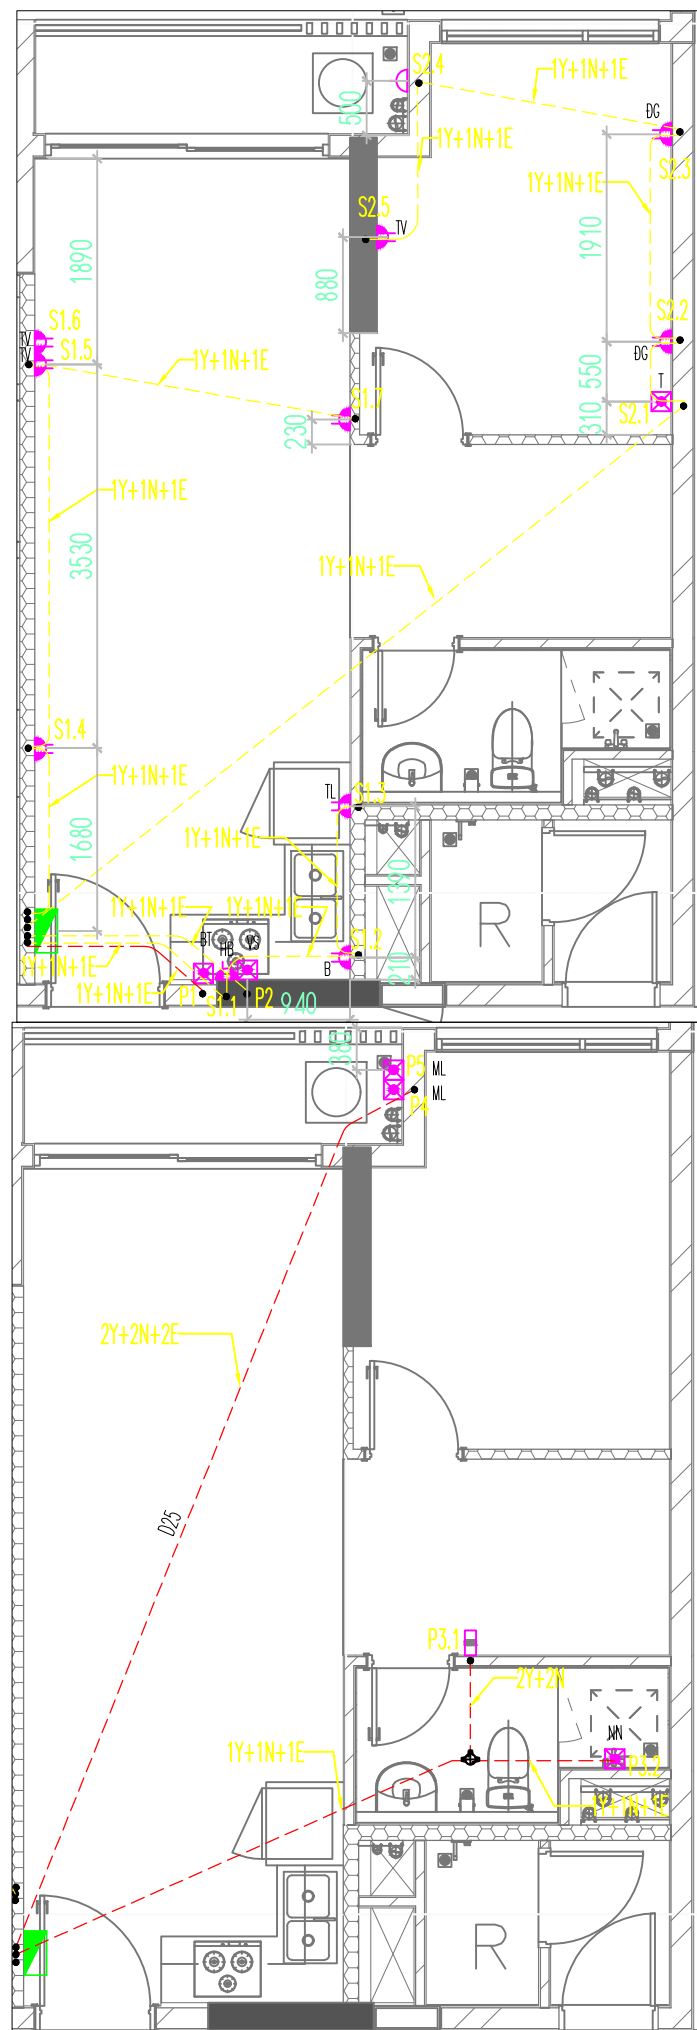 S2.4
1Y+1N+1E
500
ĐG
1Y+1N+1E
S2.3
1Y+1N+1E
S2.5
TV
1910
1890
880
S1.6
TV
S1.5
TV
S2.2
ĐG
1Y+1N+1E
550
T
S1.7
S2.1
230
310
1Y+1N+1E
3530
1Y+1N+1E
S1.4
1Y+1N+1E
TL
S1.3
1680
1Y+1N+1E
1390
1Y+1N+1E
1Y+1N+1E
R
BT
HB
VS
S1.2
1Y+1N+1E
B
210
1Y+1N+1E
P1
S1.1
P2
940
380
P5
ML
P4
ML
2Y+2N+2E
D25
P3.1
2Y+2N
NN
1Y+1N+1E
P3.2
1Y+1N+1E
R